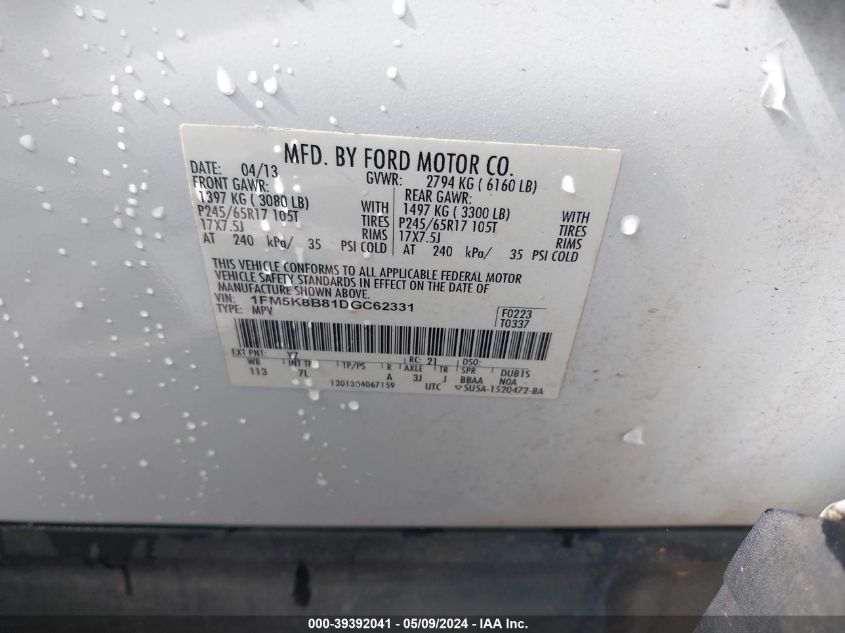 MFD. BY FORD MOTOR CO.
DATE: 04/13 GVWR: 2794 KG ( 6160 LB)
FRONT GAWR: REAR GAWR:
1397 KG ( 3080 LB) WITH 1497 KG ( 3300 LB) WITH
P245/65R17 105T TIRES P245/65R17 105T TIRES
17X7.5J RIMS 17X7.5J RIMS
AT 240 kPa/ 35 PSI COLD AT 240 kPa/ 35 PSI COLD
THIS VEHICLE CONFORMS TO ALL APPLICABLE FEDERAL MOTOR
VEHICLE SAFETY STANDARDS IN EFFECT ON THE DATE OF
MANUFACTURE SHOWN ABOVE.
VIN: 1FM5K8B81DGC62331 F0223
TYPE: MPV T0337
EXT PNT: YZ RC: 21 DSO:
WB INT TR TP/PS R AXLE TR SPR DUBTS
113 7L A 3J J BBAA NOA
1201304067159 UTC ▽5U5A-1520472-BA
000-39392041 - 05/09/2024 - IAA Inc.